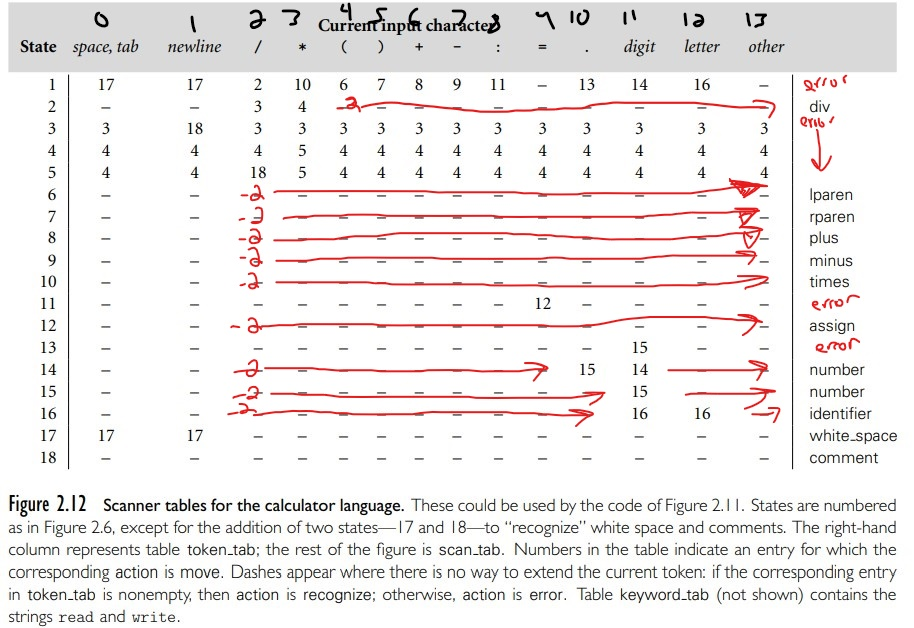 0 1 2 3 4 5 6 7 8 9 10 11 12 13
Current input character
State space, tab newline / * ( ) + – : = . digit letter other
1 17 17 2 10 6 7 8 9 11 – 13 14 16 – error
2 – – 3 4 -2 div
3 3 18 3 3 3 3 3 3 3 3 3 3 3 3 error
4 4 4 4 5 4 4 4 4 4 4 4 4 4 4
5 4 4 18 5 4 4 4 4 4 4 4 4 4 4
6 – – -2 lparen
7 – – -2 rparen
8 – – -2 plus
9 – – -2 minus
10 – – -2 times
11 – – – – – – – – – 12 – – – – error
12 – – -2 assign
13 – – – – – – – – – – – 15 – – error
14 – – -2 15 14 number
15 – – -2 15 number
16 – – -2 16 16 identifier
17 17 17 – – – – – – – – – – – – white_space
18 – – – – – – – – – – – – – – comment
Figure 2.12 Scanner tables for the calculator language. These could be used by the code of Figure 2.11. States are numbered
as in Figure 2.6, except for the addition of two states—17 and 18—to “recognize” white space and comments. The right-hand
column represents table token_tab; the rest of the figure is scan_tab. Numbers in the table indicate an entry for which the
corresponding action is move. Dashes appear where there is no way to extend the current token: if the corresponding entry
in token_tab is nonempty, then action is recognize; otherwise, action is error. Table keyword_tab (not shown) contains the
strings read and write.